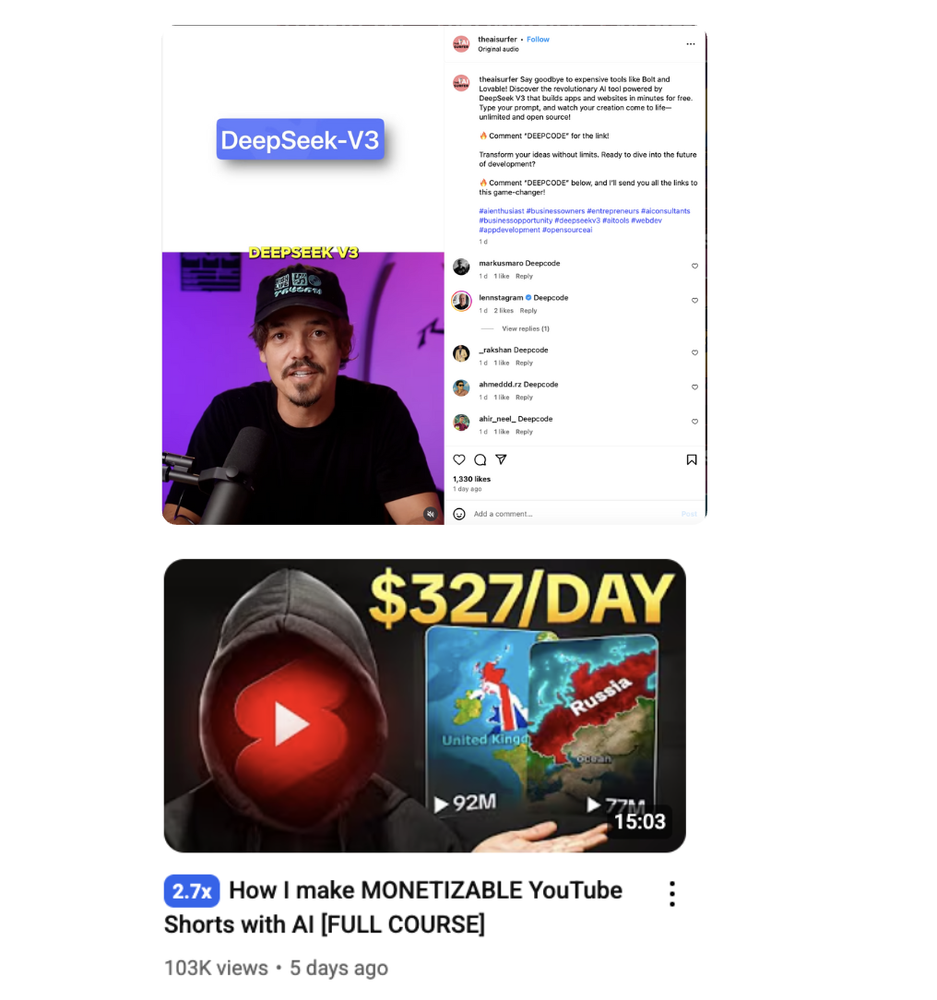 DeepSeek-V3
DEEPSEEK V3
theaisurfer • Follow
Original audio
theaisurfer Say goodbye to expensive tools like Bolt and
Lovable! Discover the revolutionary AI tool powered by
DeepSeek V3 that builds apps and websites in minutes for free.
Type your prompt, and watch your creation come to life—
unlimited and open source!
🔥 Comment "DEEPCODE" for the link!
Transform your ideas without limits. Ready to dive into the future
of development?
🔥 Comment "DEEPCODE" below, and I'll send you all the links to
this game-changer!
#aienthusiast #businessowners #entrepreneurs #aiconsultants
#businessopportunity #deepseekv3 #aitools #webdev
#appdevelopment #opensourceai
1 d
markusmaro Deepcode
1 d 1 like Reply
lennstagram Deepcode
1 d 2 likes Reply
View replies (1)
_rakshan Deepcode
1 d 1 like Reply
ahmeddd.rz Deepcode
1 d 1 like Reply
ahir_neel_ Deepcode
1 d 1 like Reply
1,330 likes
1 day ago
Add a comment...
Post
$327/DAY
United Kingd
Russia
Ocean
92M
77M
15:03
2.7x How I make MONETIZABLE YouTube
Shorts with AI [FULL COURSE]
103K views • 5 days ago